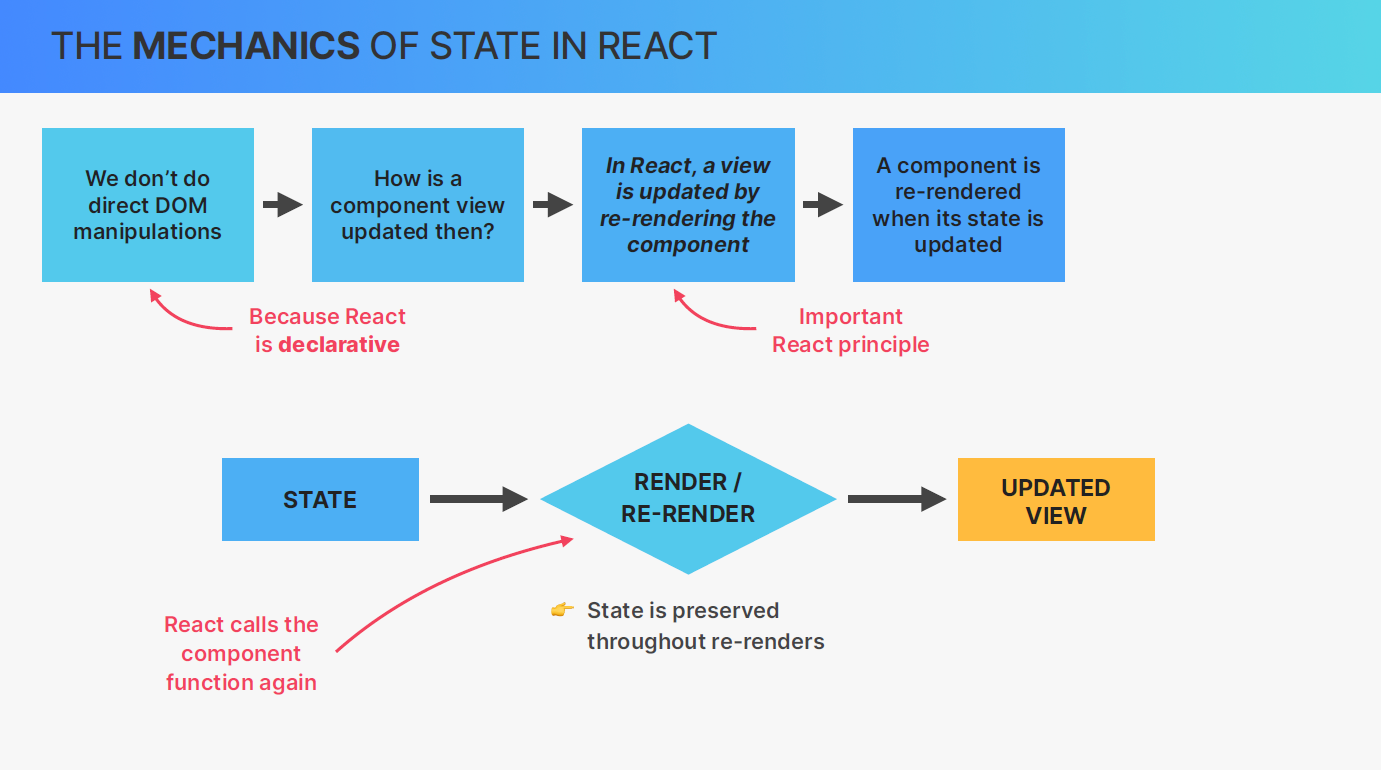 THE MECHANICS OF STATE IN REACT
We don’t do
direct DOM
manipulations
How is a
component view
updated then?
In React, a view
is updated by
re-rendering the
component
A component is
re-rendered
when its state is
updated
Because React
is declarative
Important
React principle
STATE
RENDER /
RE-RENDER
UPDATED
VIEW
React calls the
component
function again
👉 State is preserved
throughout re-renders